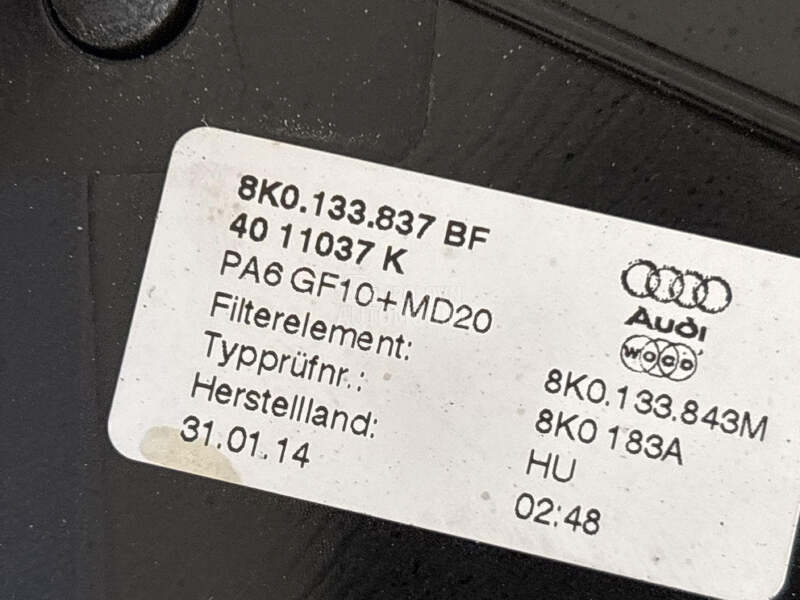 8K0.133.837 BF
40 11037 K
PA6 GF10+MD20
Filterelement: 8K0.133.843M
Typprüfnr.: 8K0 183A
Herstellland: HU
31.01.14 02:48
Audi
woco